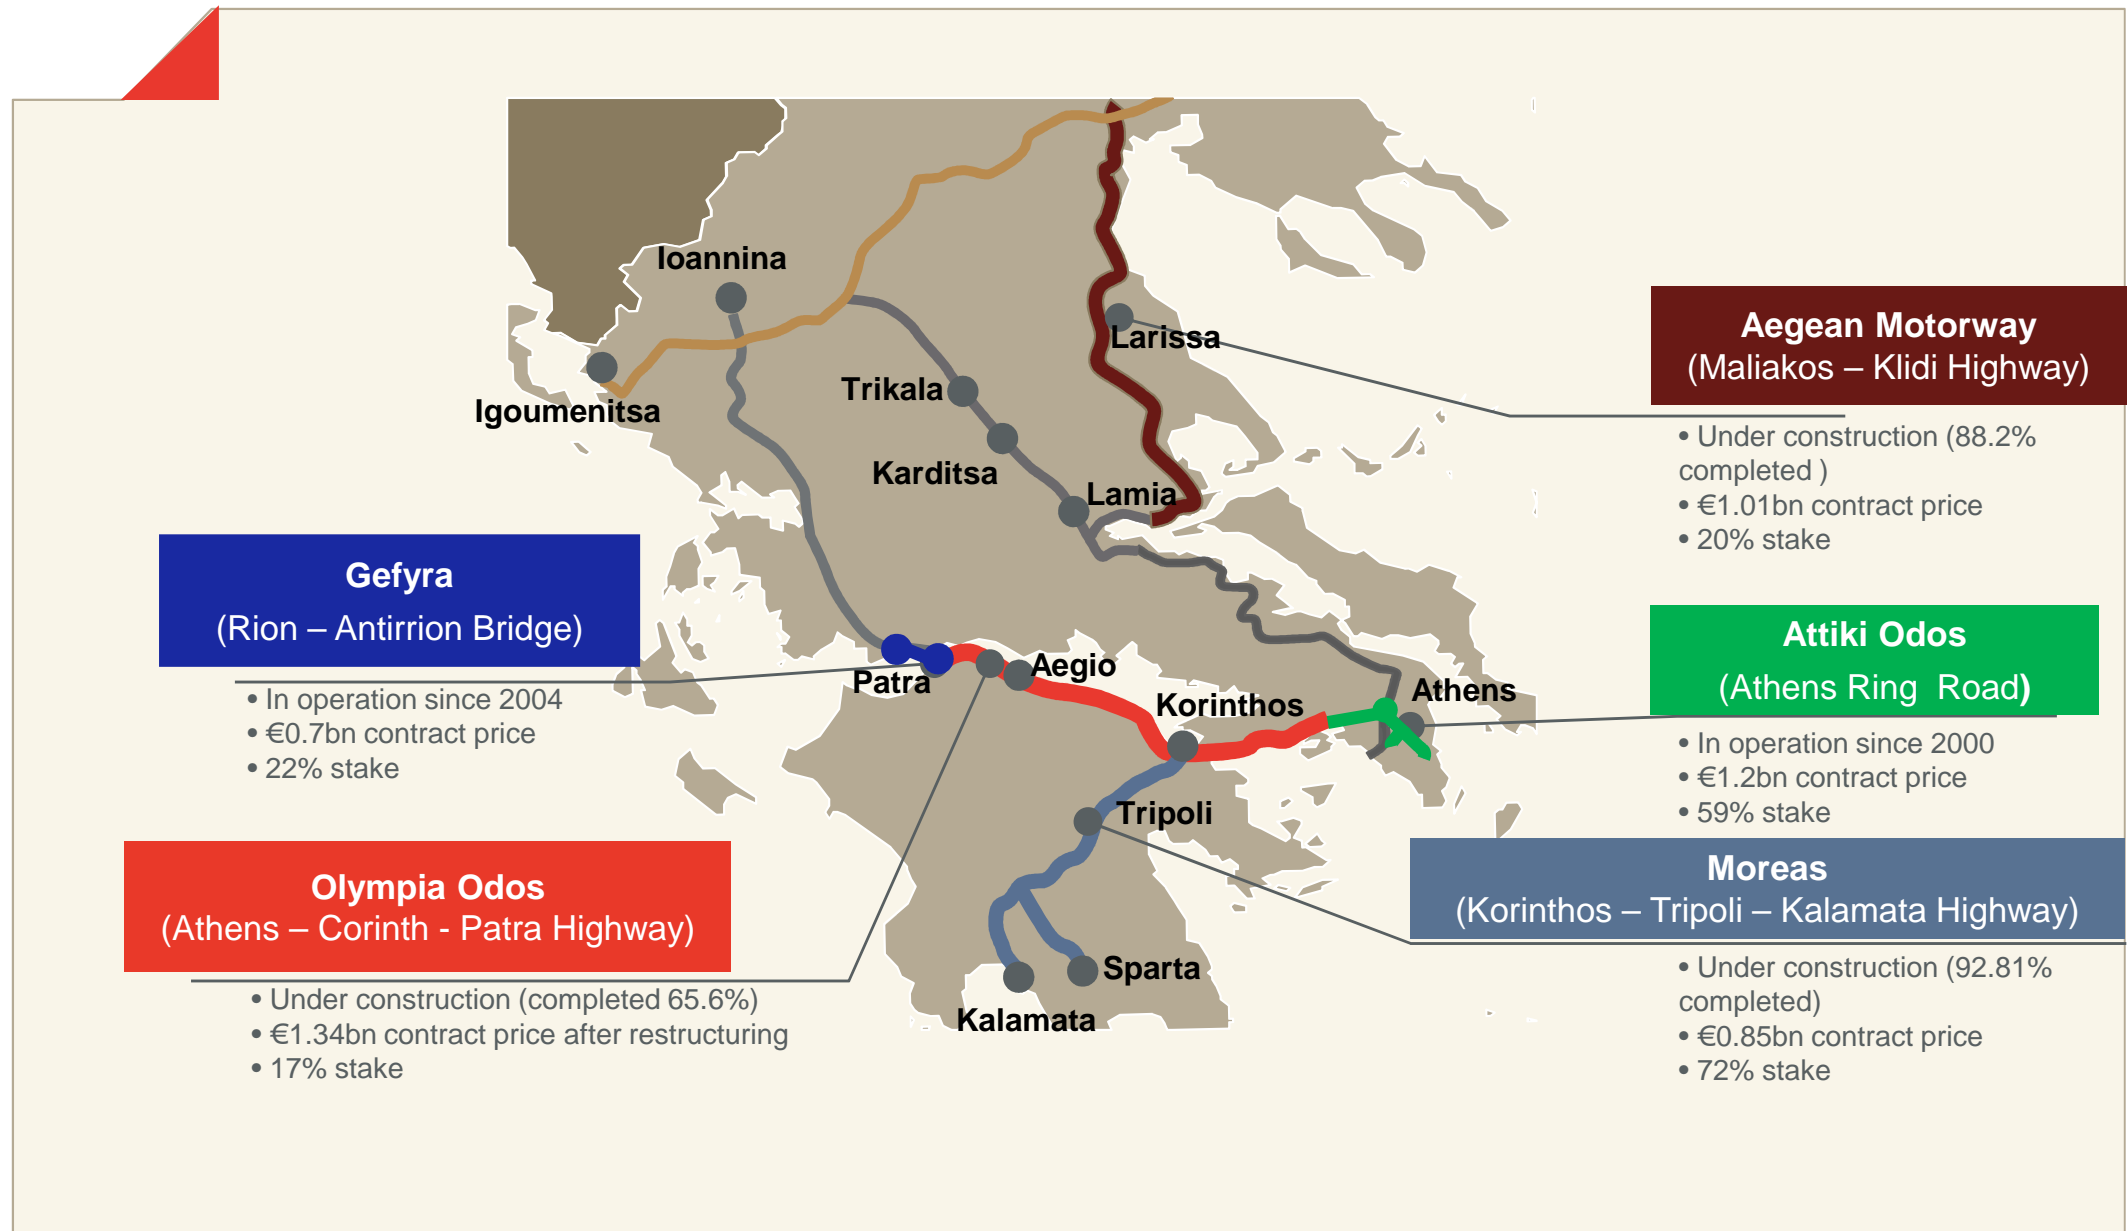 Ioannina
Igoumenitsa
Trikala
Karditsa
Larissa
Lamia
Patra
Aegio
Korinthos
Athens
Tripoli
Sparta
Kalamata
Gefyra
(Rion – Antirrion Bridge)
• In operation since 2004
• €0.7bn contract price
• 22% stake
Olympia Odos
(Athens – Corinth - Patra Highway)
• Under construction (completed 65.6%)
• €1.34bn contract price after restructuring
• 17% stake
Aegean Motorway
(Maliakos – Klidi Highway)
• Under construction (88.2%
completed )
• €1.01bn contract price
• 20% stake
Attiki Odos
(Athens Ring  Road)
• In operation since 2000
• €1.2bn contract price
• 59% stake
Moreas
(Korinthos – Tripoli – Kalamata Highway)
• Under construction (92.81%
completed)
• €0.85bn contract price
• 72% stake